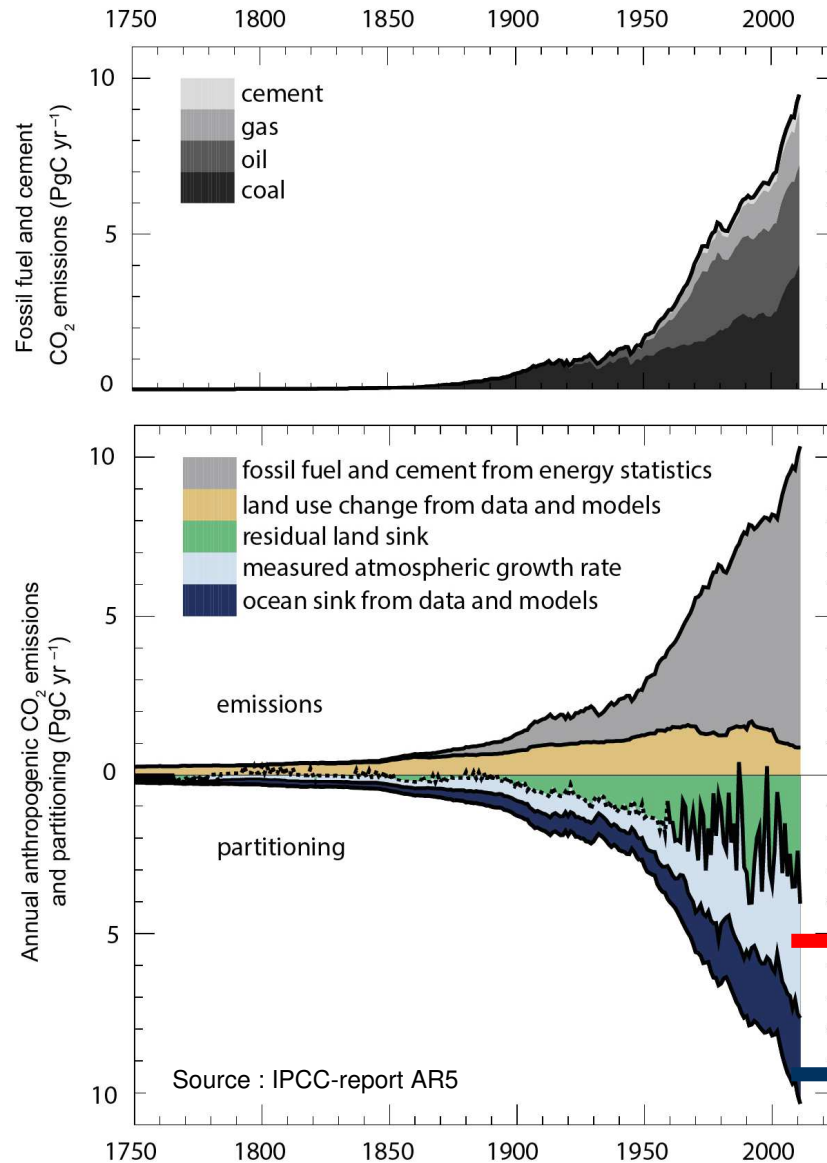 1750 1800 1850 1900 1950 2000
10
5
0
Fossil fuel and cement
CO₂ emissions (PgC yr⁻¹)
cement
gas
oil
coal
10
5
0
5
10
Annual anthropogenic CO₂ emissions
and partitioning (PgC yr⁻¹)
fossil fuel and cement from energy statistics
land use change from data and models
residual land sink
measured atmospheric growth rate
ocean sink from data and models
emissions
partitioning
Source : IPCC-report AR5
1750 1800 1850 1900 1950 2000